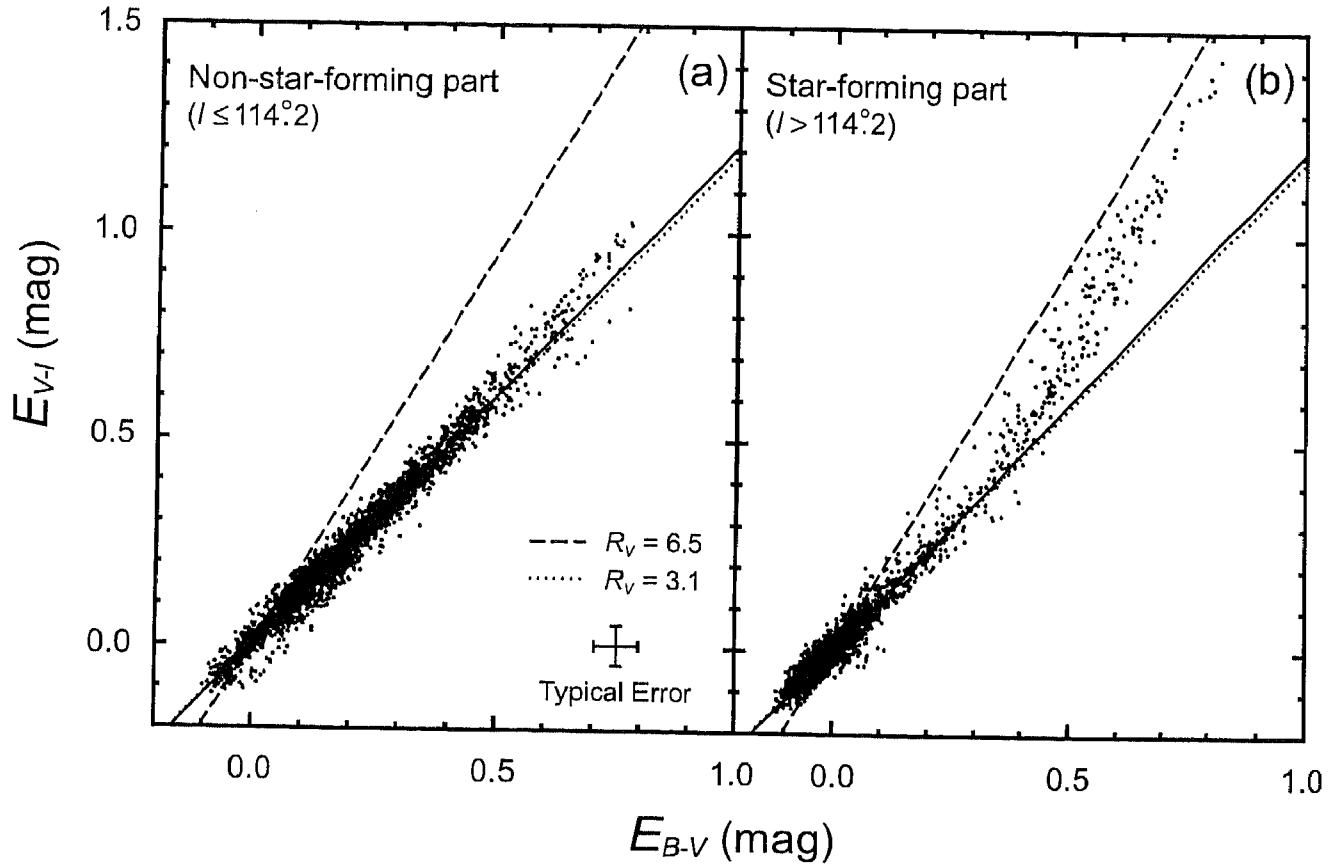 1.5
1.0
0.5
0.0
E_{V-I} (mag)
Non-star-forming part
(l ≤ 114°.2)
(a)
R_V = 6.5
R_V = 3.1
Typical Error
Star-forming part
(l > 114°.2)
(b)
0.0 0.5 1.0 0.0 0.5 1.0
E_{B-V} (mag)